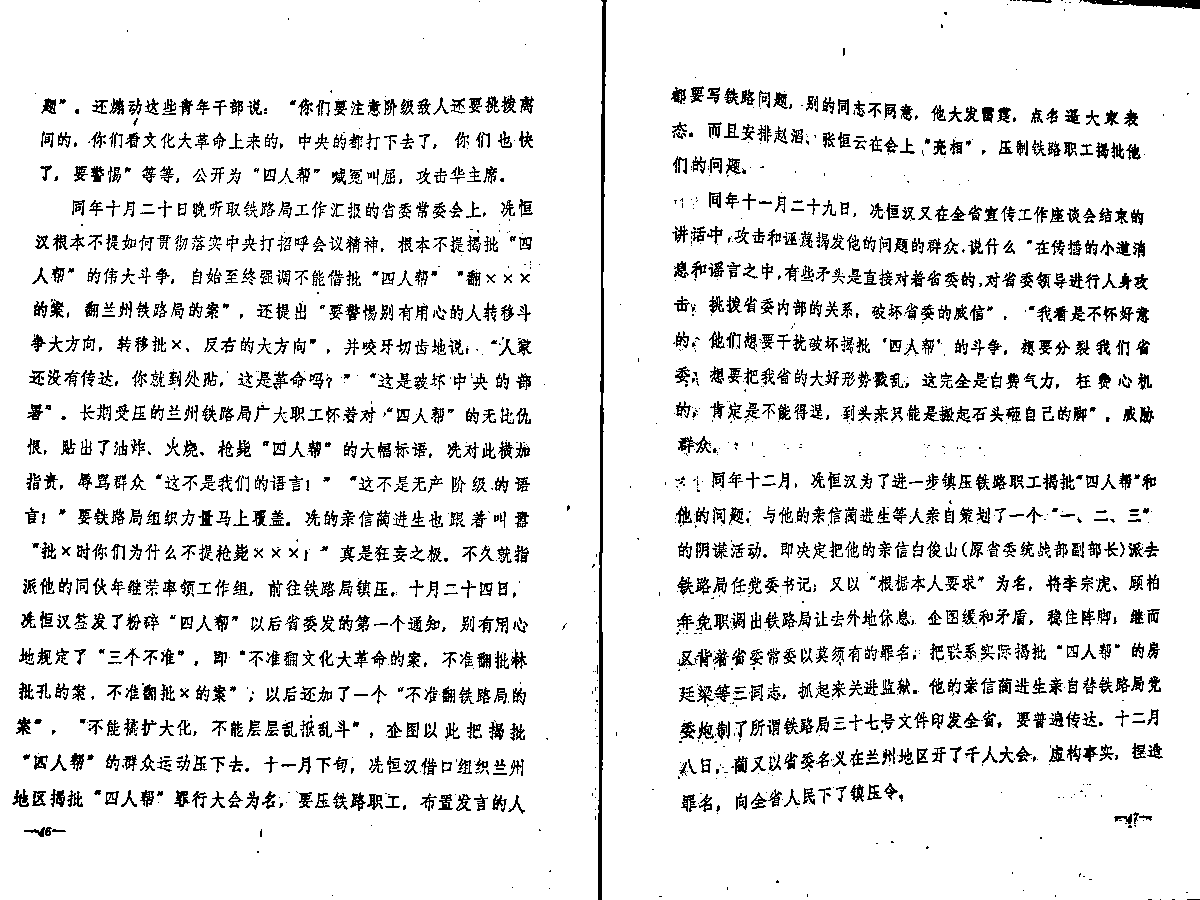 题”。还煽动这些青年干部说：“你们要注意阶级敌人还要挑拨离
间的，你们看文化大革命上来的，中央的都打下去了，你们也快
了，要警惕”等等，公开为“四人帮”喊冤叫屈，攻击华主席。
同年十月二十日晚听取铁路局工作汇报的省委常委会上，冼恒
汉根本不提如何贯彻落实中央打招呼会议精神，根本不提揭批“四
人帮”的伟大斗争，自始至终强调不能借批“四人帮”“翻×××
的案，翻兰州铁路局的案”，还提出“要警惕别有用心的人转移斗
争大方向，转移批×、反右的大方向”，并咬牙切齿地说：“人家
还没有传达，你就到处贴，这是革命吗？”“这是破坏中央的部
署”。长期受压的兰州铁路局广大职工怀着对“四人帮”的无比仇
恨，贴出了油炸、火烧、枪毙“四人帮”的大幅标语，冼对此横加
指责，辱骂群众“这不是我们的语言！”“这不是无产阶级的语
言！”要铁路局组织力量马上覆盖。冼的亲信蔺进生也跟着叫嚣
“批×时你们为什么不提枪毙×××！”真是狂妄之极。不久就指
派他的同伙年继荣率领工作组，前往铁路局镇压。十月二十四日，
冼恒汉签发了粉碎“四人帮”以后省委发的第一个通知，别有用心
地规定了“三个不准”，即“不准翻文化大革命的案，不准翻批林
批孔的案，不准翻批×的案”；以后还加了一个“不准翻铁路局的
案”，“不能搞扩大化，不能层层乱报乱斗”，企图以此把揭批
“四人帮”的群众运动压下去。十一月下旬，冼恒汉借口组织兰州
地区揭批“四人帮”罪行大会为名，要压铁路职工，布置发言的人
—46—
都要写铁路问题，别的同志不同意，他大发雷霆，点名逼大家表
态。而且安排赵滔、张恒云在会上“亮相”，压制铁路职工揭批他
们的问题。
同年十一月二十九日，冼恒汉又在全省宣传工作座谈会结束的
讲话中，攻击和诬蔑揭发他的问题的群众，说什么“在传播的小道消
息和谣言之中，有些矛头是直接对着省委的，对省委领导进行人身攻
击；挑拨省委内部的关系，破坏省委的威信”，“我看是不怀好意
的。他们想要干扰破坏揭批‘四人帮’的斗争，想要分裂我们省
委；想要把我省的大好形势戳乱，这完全是白费气力，枉费心机
的。肯定是不能得逞，到头来只能是搬起石头砸自己的脚”。威胁
群众。
同年十二月，冼恒汉为了进一步镇压铁路职工揭批“四人帮”和
他的问题，与他的亲信蔺进生等人亲自策划了一个“一、二、三”
的阴谋活动。即决定把他的亲信白俊山（原省委统战部副部长）派去
铁路局任党委书记；又以“根据本人要求”为名，将李宗虎、顾柏
年免职调出铁路局让去外地休息，企图缓和矛盾，稳住阵脚；继而
又背着省委常委以莫须有的罪名，把联系实际揭批“四人帮”的房
廷梁等三同志，抓起来关进监狱。他的亲信蔺进生亲自替铁路局党
委炮制了所谓铁路局三十七号文件印发全省，要普遍传达。十二月
八日，蔺又以省委名义在兰州地区开了千人大会，虚构事实，捏造
罪名，向全省人民下了镇压令。
—47—